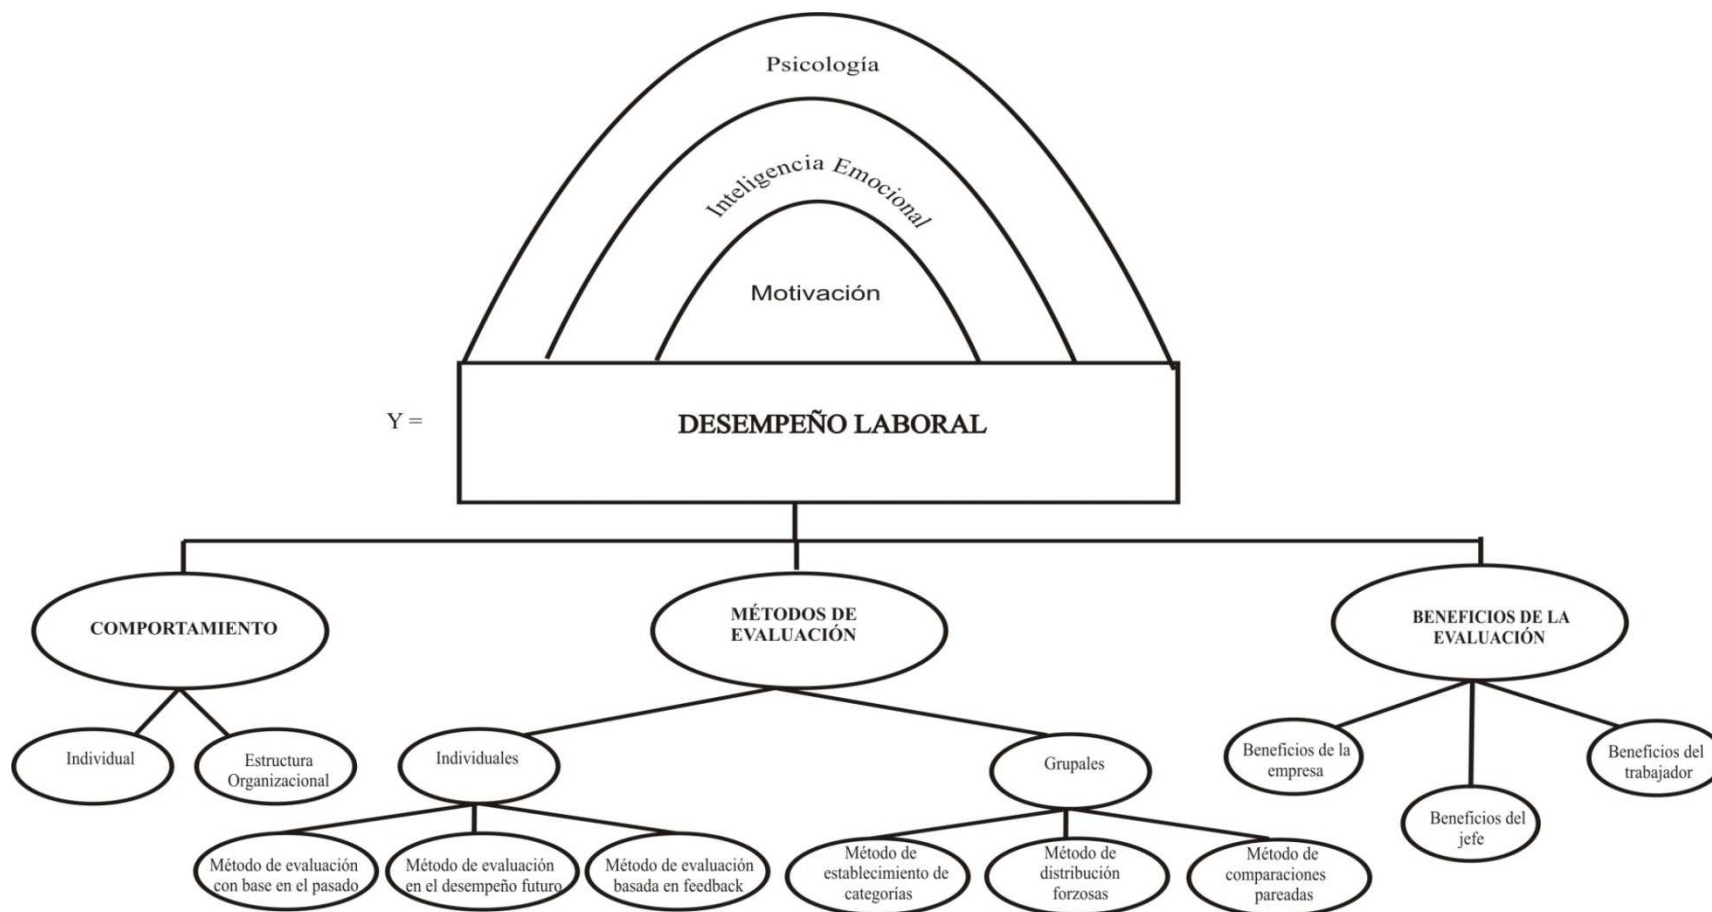 Psicología
Inteligencia Emocional
Motivación
Y =
DESEMPEÑO LABORAL
COMPORTAMIENTO
MÉTODOS DE
EVALUACIÓN
BENEFICIOS DE LA
EVALUACIÓN
Individual
Estructura
Organizacional
Individuales
Grupales
Beneficios de la
empresa
Beneficios del
jefe
Beneficios del
trabajador
Método de evaluación
con base en el pasado
Método de evaluación
en el desempeño futuro
Método de evaluación
basada en feedback
Método de
establecimiento de
categorías
Método de
distribución
forzosas
Método de
comparaciones
pareadas